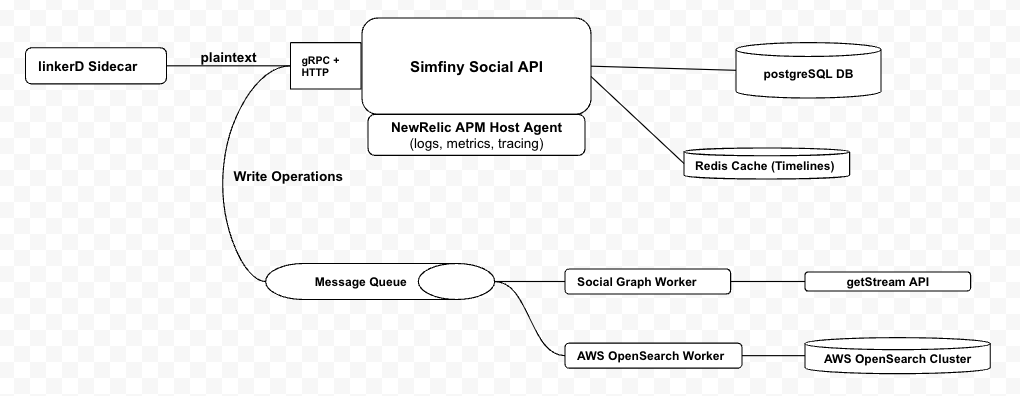 linkerD Sidecar
plaintext
gRPC +
HTTP
Simfiny Social API
postgreSQL DB
NewRelic APM Host Agent
(logs, metrics, tracing)
Redis Cache (Timelines)
Write Operations
Message Queue
Social Graph Worker
getStream API
AWS OpenSearch Worker
AWS OpenSearch Cluster